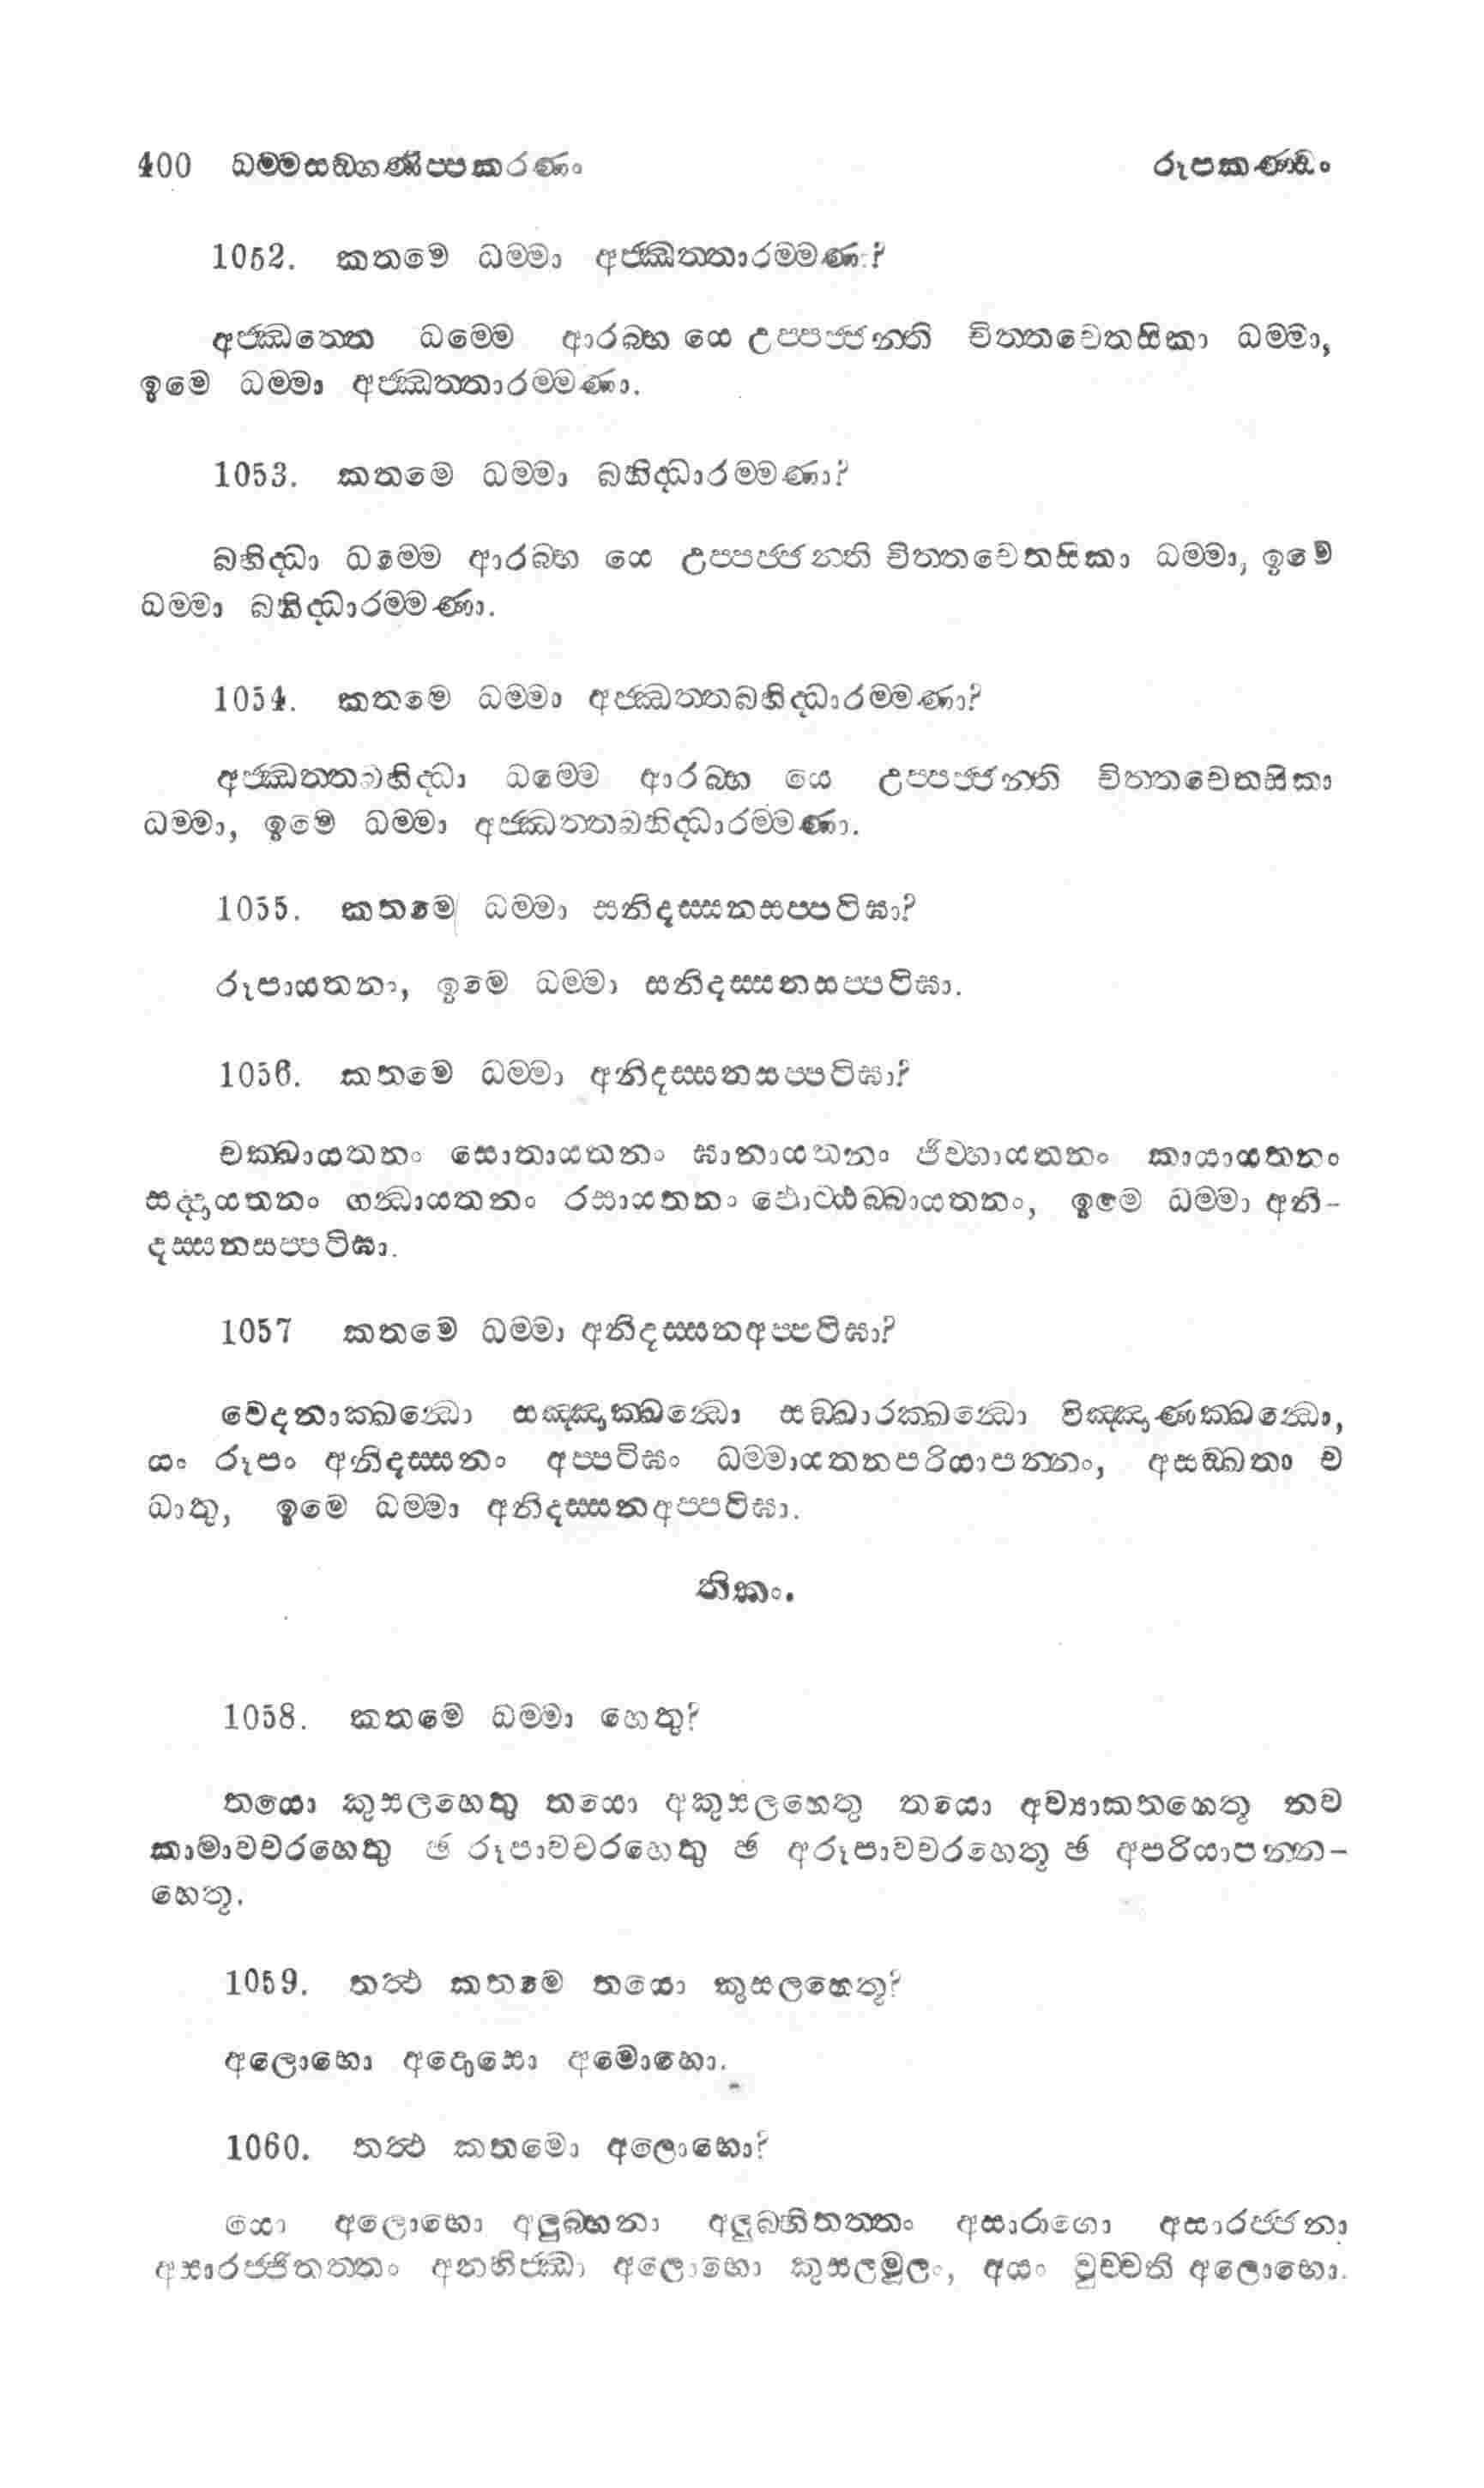 400 ධම්මසඞ්ගණිප්පකරණං රූපකණ්ඩං
1052. කතමෙ ධම්මා අජ්ඣත්තාරම්මණා?
අජ්ඣත්තෙ ධම්මෙ ආරබ්භ යෙ උප්පජ්ජන්ති චිත්තචෙතසිකා ධම්මා,
ඉමෙ ධම්මා අජ්ඣත්තාරම්මණා.
1053. කතමෙ ධම්මා බහිද්ධාරම්මණා?
බහිද්ධා ධම්මෙ ආරබ්භ යෙ උප්පජ්ජන්ති චිත්තචෙතසිකා ධම්මා, ඉමෙ
ධම්මා බහිද්ධාරම්මණා.
1054. කතමෙ ධම්මා අජ්ඣත්තබහිද්ධාරම්මණා?
අජ්ඣත්තබහිද්ධා ධම්මෙ ආරබ්භ යෙ උප්පජ්ජන්ති චිත්තචෙතසිකා
ධම්මා, ඉමෙ ධම්මා අජ්ඣත්තබහිද්ධාරම්මණා.
1055. කතමෙ ධම්මා සනිදස්සනසප්පටිඝා?
රූපායතනං, ඉමෙ ධම්මා සනිදස්සනසප්පටිඝා.
1056. කතමෙ ධම්මා අනිදස්සනසප්පටිඝා?
චක්ඛායතනං සොතායතනං ඝානායතනං ජිව්හායතනං කායායතනං
සද්දායතනං ගන්ධායතනං රසායතනං ඵොට්ඨබ්බායතනං, ඉමෙ ධම්මා අනි-
දස්සනසප්පටිඝා.
1057 කතමෙ ධම්මා අනිදස්සනඅප්පටිඝා?
වෙදනාක්ඛන්ධො සඤ්ඤාක්ඛන්ධො සඞ්ඛාරක්ඛන්ධො විඤ්ඤාණක්ඛන්ධො,
යං රූපං අනිදස්සනං අප්පටිඝං ධම්මායතනපරියාපන්නං, අසඞ්ඛතා ච
ධාතු, ඉමෙ ධම්මා අනිදස්සනඅප්පටිඝා.
තිකං.
1058. කතමෙ ධම්මා හෙතු?
තයො කුසලහෙතු තයො අකුසලහෙතු තයො අව්‍යාකතහෙතූ නව
කාමාවචරහෙතු ඡ රූපාවචරහෙතු ඡ අරූපාවචරහෙතූ ඡ අපරියාපන්න-
හෙතූ.
1059. තත්‍ථ කතමෙ තයො කුසලහෙතූ?
අලොභො අදොසො අමොහො.
1060. තත්‍ථ කතමො අලොභො?
යො අලොභො අලුබ්භනා අලුබ්භිතත්තං අසාරාගො අසාරජ්ජනා
අසාරජ්ජිතත්තං අනභිජ්ඣා අලොභො කුසලමූලං, අයං වුච්චති අලොභො.